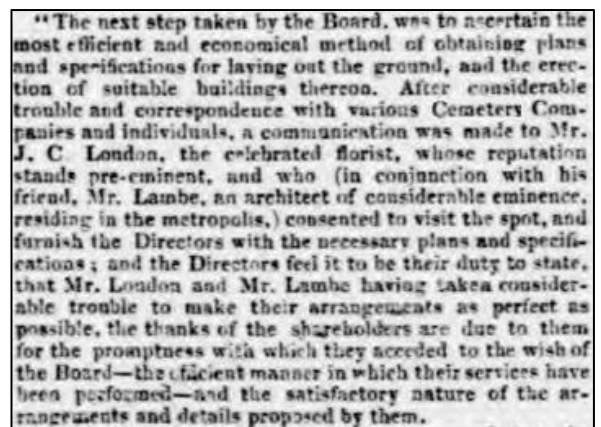 "The next step taken by the Board, was to ascertain the
most efficient and economical method of obtaining plans
and specifications for laying out the ground, and the erec-
tion of suitable buildings thereon. After considerable
trouble and correspondence with various Cemetery Com-
panies and individuals, a communication was made to Mr.
J. C. London, the celebrated florist, whose reputation
stands pre-eminent, and who (in conjunction with his
friend, Mr. Lambe, an architect of considerable eminence,
residing in the metropolis,) consented to visit the spot, and
furnish the Directors with the necessary plans and specifi-
cations; and the Directors feel it to be their duty to state,
that Mr. London and Mr. Lambe having taken consider-
able trouble to make their arrangements as perfect as
possible, the thanks of the shareholders are due to them
for the promptness with which they acceded to the wish of
the Board—the efficient manner in which their services have
been performed—and the satisfactory nature of the ar-
rangements and details proposed by them.